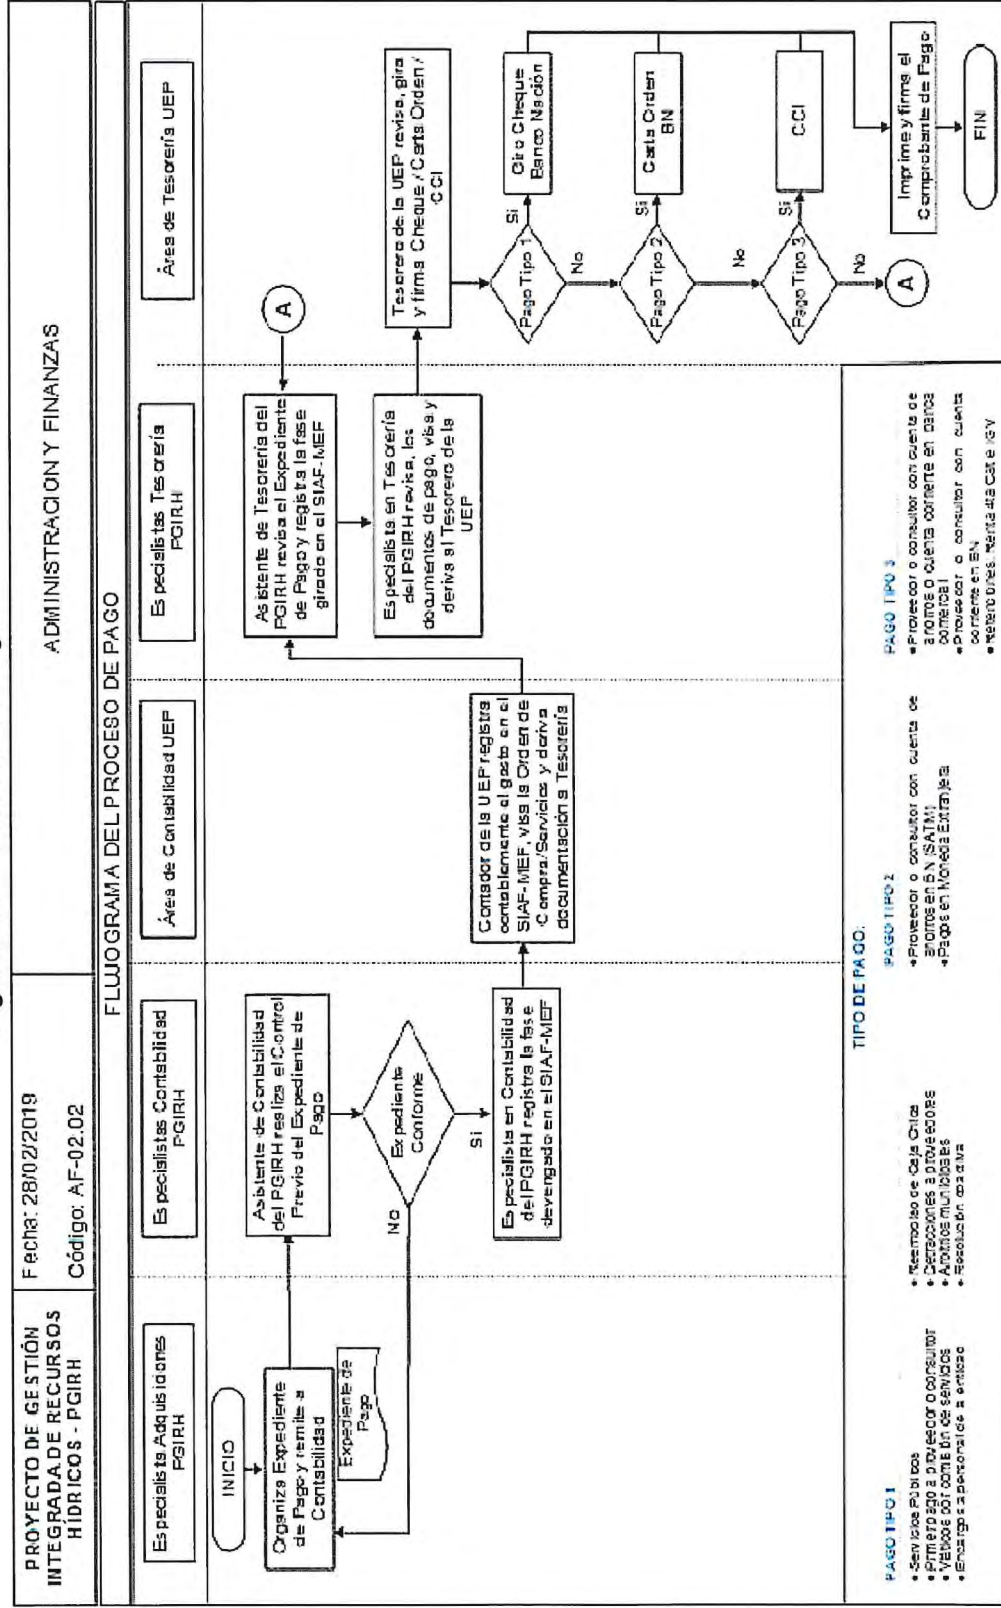 PROYECTO DE GESTIÓN
INTEGRADA DE RECURSOS
HÍDRICOS - PGIRH
Fecha: 28/02/2019
Código: AF-02.02
ADMINISTRACION Y FINANZAS
FLUJOGRAMA DEL PROCESO DE PAGO
Especialista Adquisidones
PGIRH
Especialistas Contabilidad
PGIRH
Área de Contabilidad UEP
Especialistas Tesorería
PGIRH
Área de Tesorería UEP
INICIO
Organiza Expediente
de Pago y remite a
Contabilidad
Expediente de
Pago
Asistente de Contabilidad
del PGIRH realiza el Control
Previo del Expediente de
Pago
Expediente
Conforme
No
Si
Especialista en Contabilidad
del PGIRH registra la fase
devengado en el SIAF-MEF
Contador de la UEP registra
contablemente el gasto en el
SIAF-MEF, visa la Orden de
Compra/Servicios y deriva
documentación a Tesorería
Asistente de Tesorería del
PGIRH revisa el Expediente
de Pago y registra la fase
girado en el SIAF-MEF
Especialista en Tesorería
del PGIRH revisa, los
documentos de pago, visa y
deriva al Tesorero de la
UEP
A
Tesorero de la UEP revisa, gira
y firma Cheque / Carta Orden /
CCI
Pago Tipo 1
Si
Giro Cheque
Banco Nación
No
Pago Tipo 2
Si
Carta Orden
BN
No
Pago Tipo 3
Si
CCI
No
A
Imprime y firma el
Comprobante de Pago
FIN
TIPO DE PAGO:
PAGO TIPO 1
Servicios Públicos
Primer pago a proveedor o consultor
Viáticos por comisión de servicios
Encargos a personal de la entidad
Reembolso de Caja Chica
Detracciones a proveedores
Arbitrios municipales
Resolución coactiva
PAGO TIPO 2
Proveedor o consultor con cuenta de
ahorros en BN (SATM)
Pagos en Moneda Extranjera
PAGO TIPO 3
Proveedor o consultor con cuenta de
ahorros o cuenta corriente en banca
comercial
Proveedor o consultor con cuenta
corriente en BN
Retenciones: Renta 4ta Cat e IGV